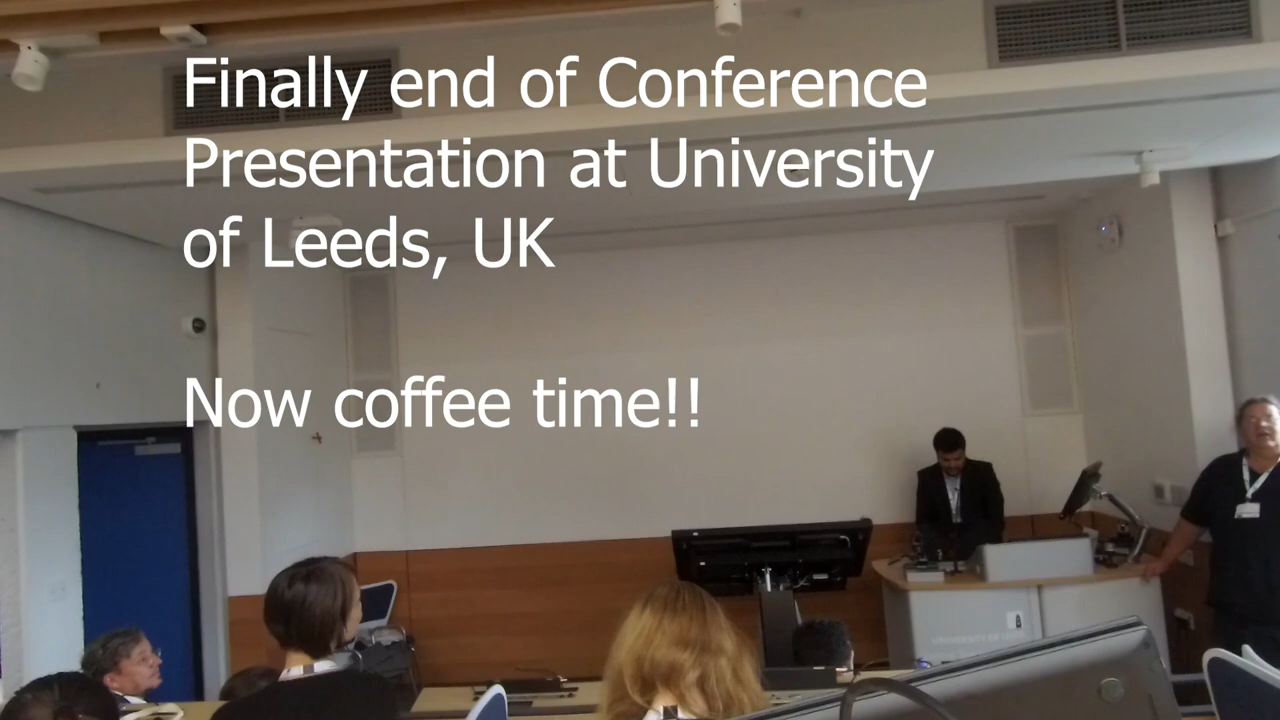 Finally end of Conference
Presentation at University
of Leeds, UK
Now coffee time!!